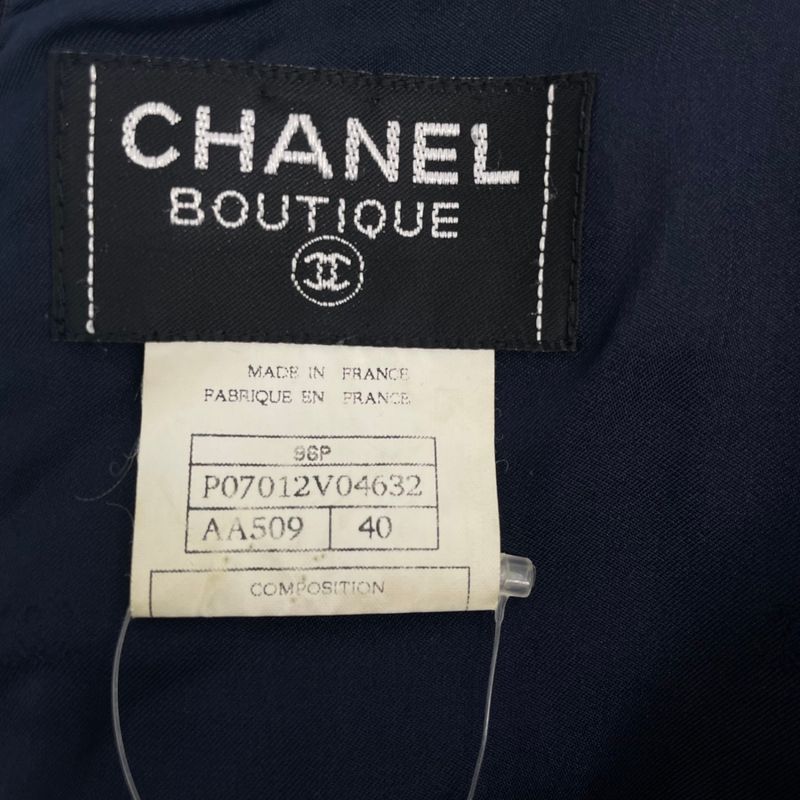 CHANEL
BOUTIQUE
MADE IN FRANCE
FABRIQUE EN FRANCE
96P
P07012V04632
AA509 40
COMPOSITION